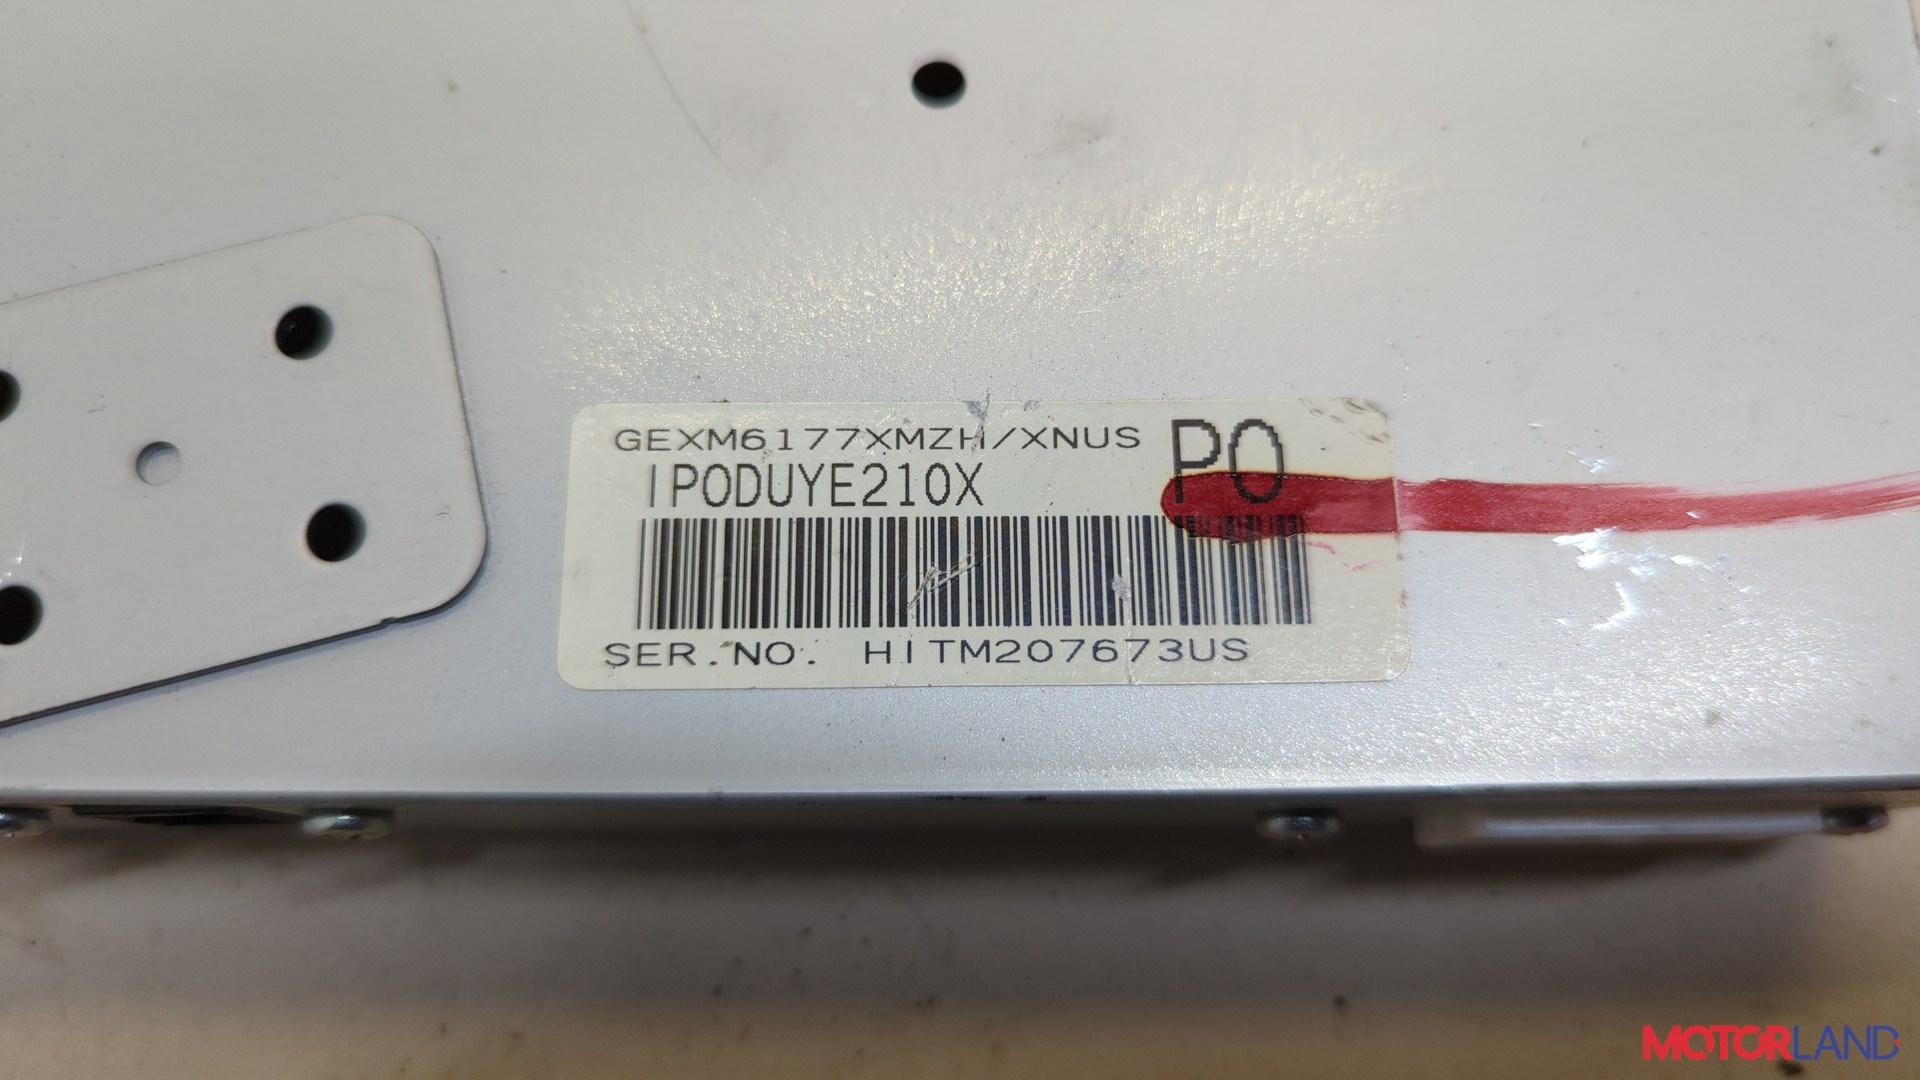 GEXM6177XMZH/XNUS
P0
IPODUYE210X
SER.NO. HITM207673US
MOTORLAND